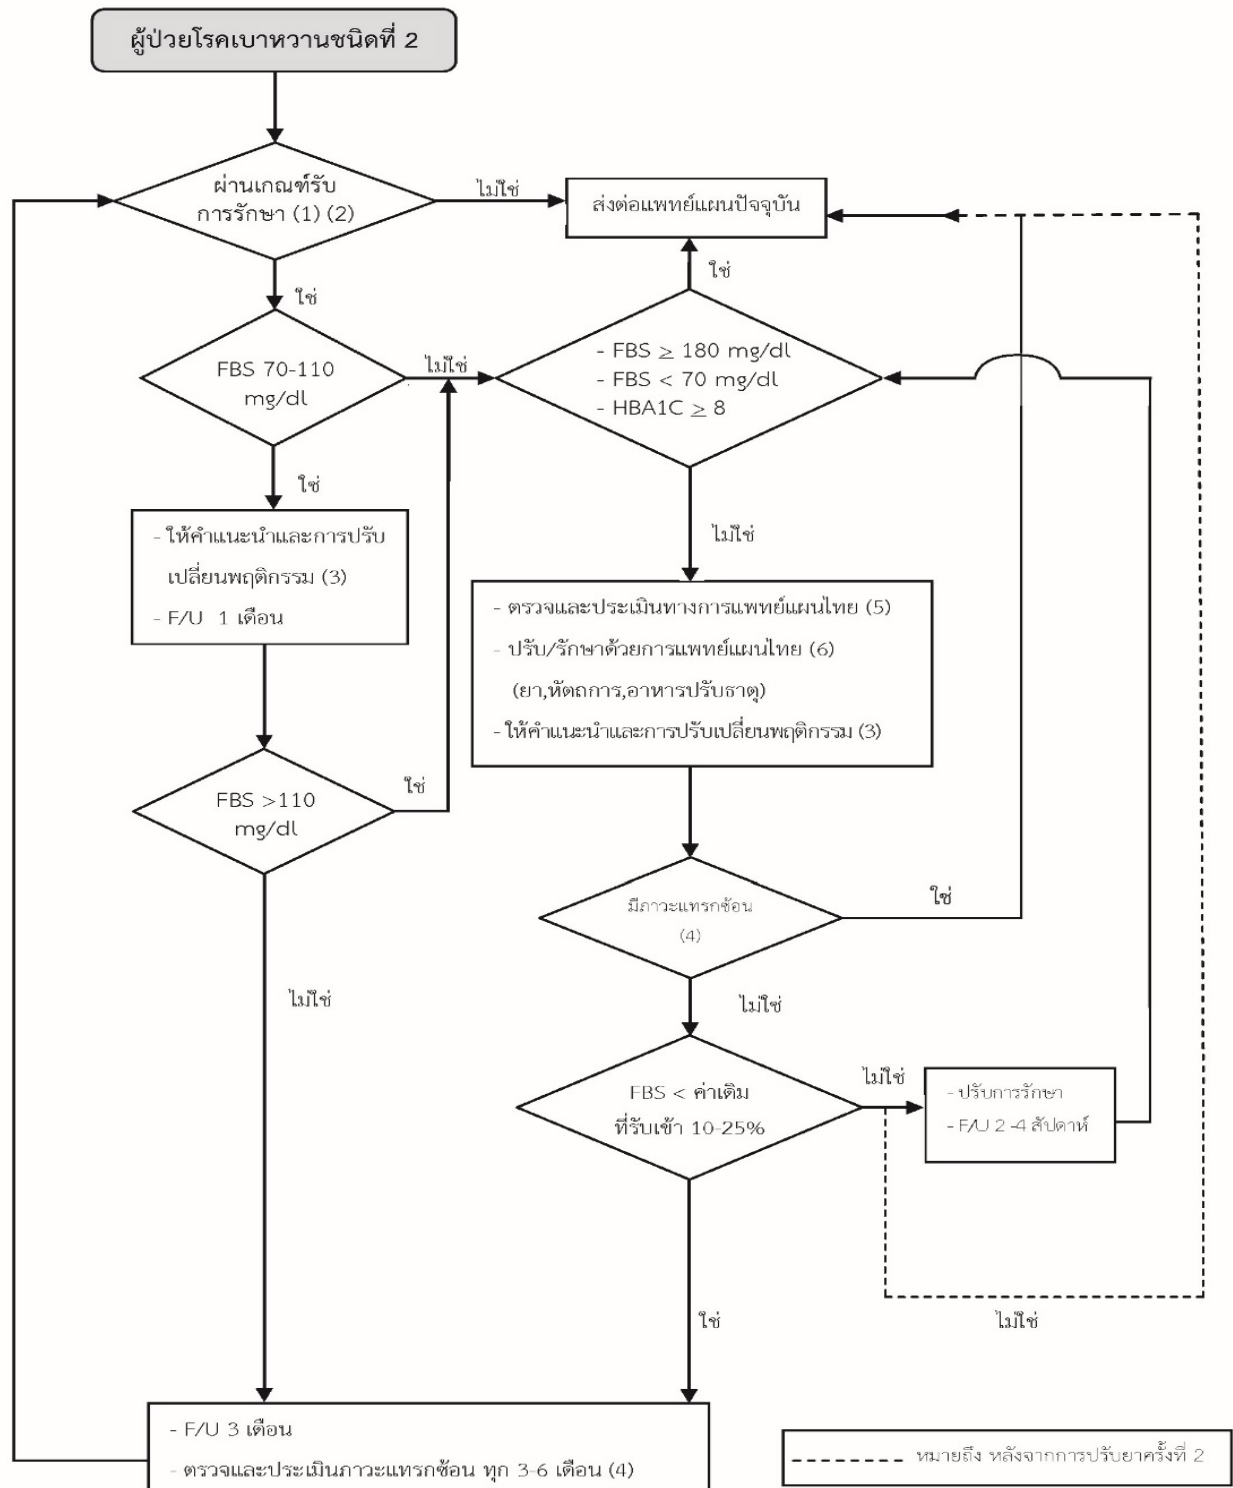 ผู้ป่วยโรคเบาหวานชนิดที่ 2
ผ่านเกณฑ์รับ
การรักษา (1) (2)
ไม่ใช่
ส่งต่อแพทย์แผนปัจจุบัน
ใช่
ใช่
FBS 70-110
mg/dl
ไม่ใช่
- FBS ≥ 180 mg/dl
- FBS < 70 mg/dl
- HBA1C ≥ 8
ใช่
ไม่ใช่
- ให้คำแนะนำและการปรับ
เปลี่ยนพฤติกรรม (3)
- F/U 1 เดือน
- ตรวจและประเมินทางการแพทย์แผนไทย (5)
- ปรับ/รักษาด้วยการแพทย์แผนไทย (6)
(ยา,หัตถการ,อาหารปรับธาตุ)
- ให้คำแนะนำและการปรับเปลี่ยนพฤติกรรม (3)
FBS >110
mg/dl
ใช่
มีภาวะแทรกซ้อน
(4)
ใช่
ไม่ใช่
ไม่ใช่
FBS < ค่าเดิม
ที่รับเข้า 10-25%
ไม่ใช่
- ปรับการรักษา
- F/U 2 -4 สัปดาห์
ใช่
ไม่ใช่
- F/U 3 เดือน
- ตรวจและประเมินภาวะแทรกซ้อน ทุก 3-6 เดือน (4)
หมายถึง หลังจากการปรับยาครั้งที่ 2